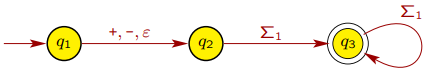 +, -, ε Σ₁ Σ₁
q₁ q₂ q₃